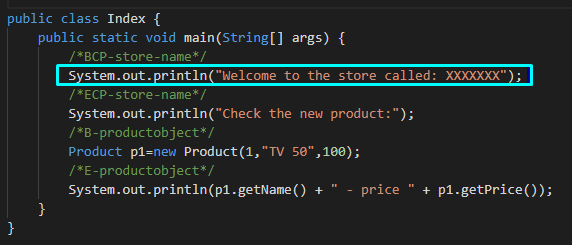 public class Index {
public static void main(String[] args) {
/*BCP-store-name*/
System.out.println("Welcome to the store called: XXXXXXX");
/*ECP-store-name*/
System.out.println("Check the new product:");
/*B-productobject*/
Product p1=new Product(1,"TV 50",100);
/*E-productobject*/
System.out.println(p1.getName() + " - price " + p1.getPrice());
}
}